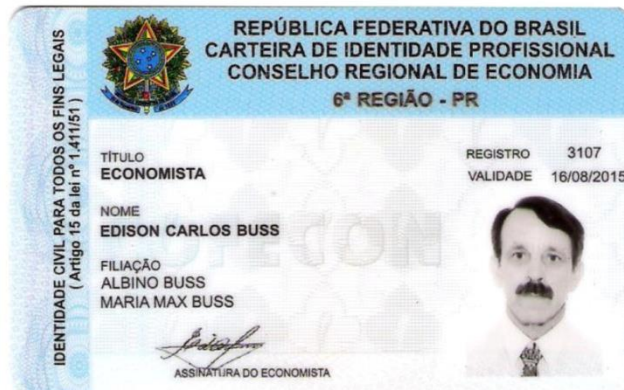 REPÚBLICA FEDERATIVA DO BRASIL
CARTEIRA DE IDENTIDADE PROFISSIONAL
CONSELHO REGIONAL DE ECONOMIA
6ª REGIÃO - PR
IDENTIDADE CIVIL PARA TODOS OS FINS LEGAIS
( Artigo 15 da lei nº 1.411/51 )
TÍTULO
ECONOMISTA
REGISTRO 3107
VALIDADE 16/08/2015
NOME
EDISON CARLOS BUSS
FILIAÇÃO
ALBINO BUSS
MARIA MAX BUSS
ASSINATURA DO ECONOMISTA